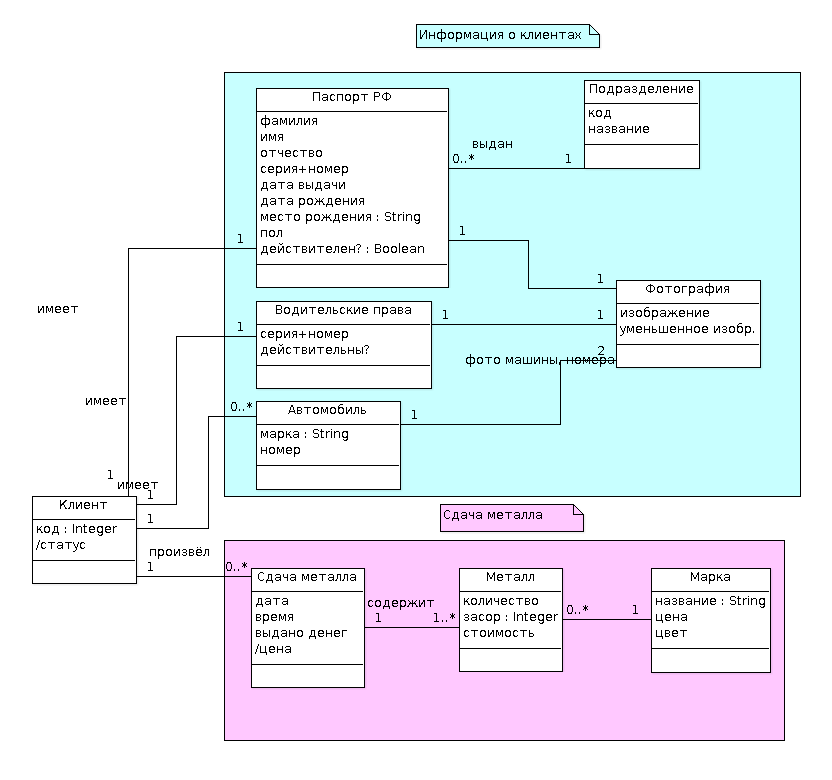 Информация о клиентах
Паспорт РФ
фамилия
имя
отчество
серия+номер
дата выдачи
дата рождения
место рождения : String
пол
действителен? : Boolean
выдан
0..*
1
Подразделение
код
название
1
1
Фотография
изображение
уменьшенное изобр.
1
имеет
Водительские права
серия+номер
действительны?
1
1
1
фото машины, номера
2
имеет
Автомобиль
марка : String
номер
0..*
1
1
имеет
1
1
Клиент
код : Integer
/статус
произвёл
1
0..*
Сдача металла
Сдача металла
дата
время
выдано денег
/цена
содержит
1
1..*
Металл
количество
засор : Integer
стоимость
0..*
1
Марка
название : String
цена
цвет